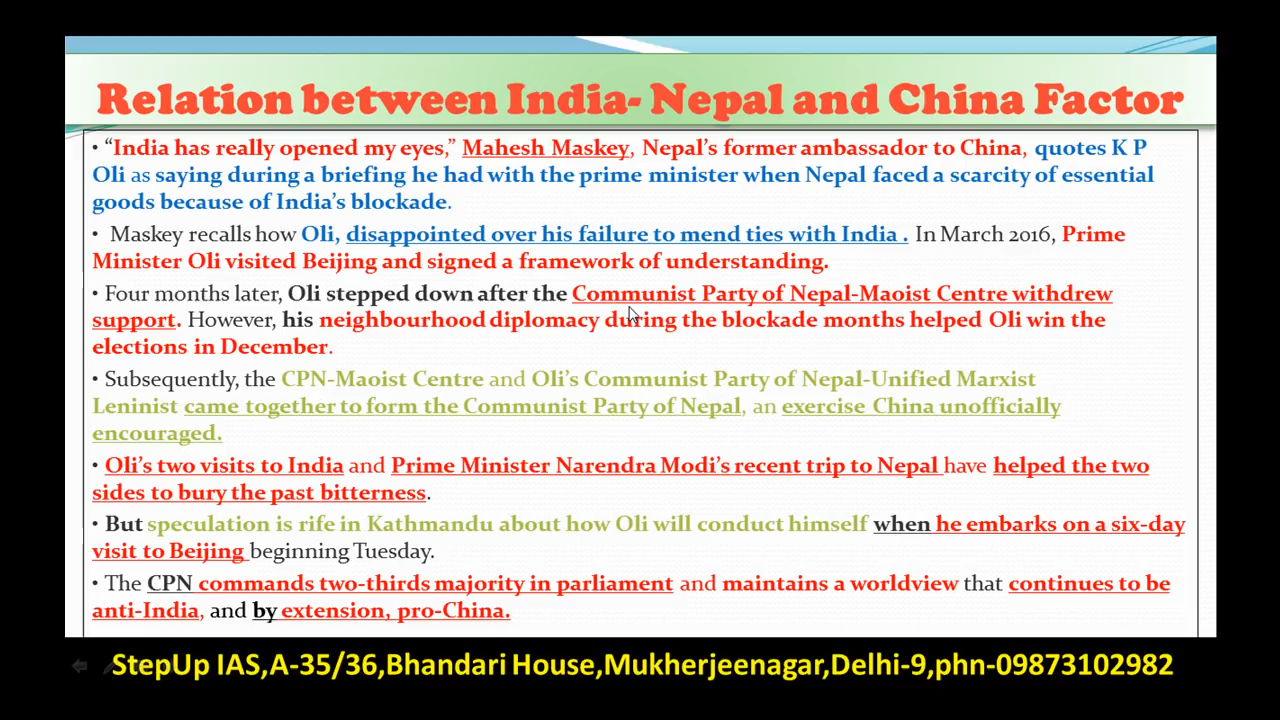 Relation between India- Nepal and China Factor
• “India has really opened my eyes,” Mahesh Maskey, Nepal’s former ambassador to China, quotes K P
Oli as saying during a briefing he had with the prime minister when Nepal faced a scarcity of essential
goods because of India’s blockade.
• Maskey recalls how Oli, disappointed over his failure to mend ties with India . In March 2016, Prime
Minister Oli visited Beijing and signed a framework of understanding.
• Four months later, Oli stepped down after the Communist Party of Nepal-Maoist Centre withdrew
support. However, his neighbourhood diplomacy during the blockade months helped Oli win the
elections in December.
• Subsequently, the CPN-Maoist Centre and Oli’s Communist Party of Nepal-Unified Marxist
Leninist came together to form the Communist Party of Nepal, an exercise China unofficially
encouraged.
• Oli’s two visits to India and Prime Minister Narendra Modi’s recent trip to Nepal have helped the two
sides to bury the past bitterness.
• But speculation is rife in Kathmandu about how Oli will conduct himself when he embarks on a six-day
visit to Beijing beginning Tuesday.
• The CPN commands two-thirds majority in parliament and maintains a worldview that continues to be
anti-India, and by extension, pro-China.
StepUp IAS,A-35/36,Bhandari House,Mukherjeenagar,Delhi-9,phn-09873102982